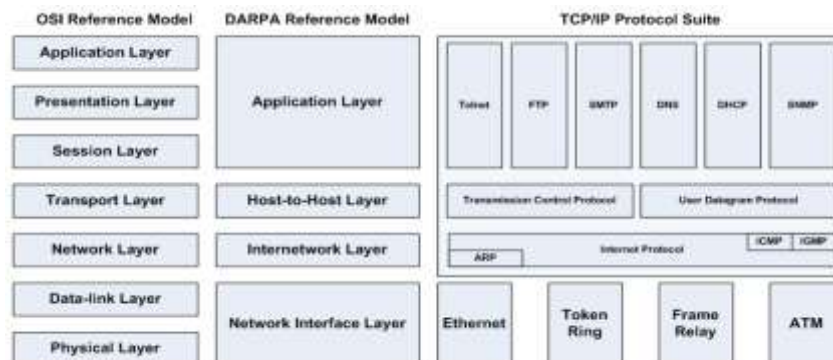 OSI Reference Model
DARPA Reference Model
TCP/IP Protocol Suite
Application Layer
Presentation Layer
Session Layer
Transport Layer
Network Layer
Data-link Layer
Physical Layer
Application Layer
Host-to-Host Layer
Internetwork Layer
Network Interface Layer
Telnet
FTP
SMTP
DNS
DHCP
SNMP
Transmission Control Protocol
User Datagram Protocol
Internet Protocol
ICMP
IGMP
ARP
Ethernet
Token
Ring
Frame
Relay
ATM